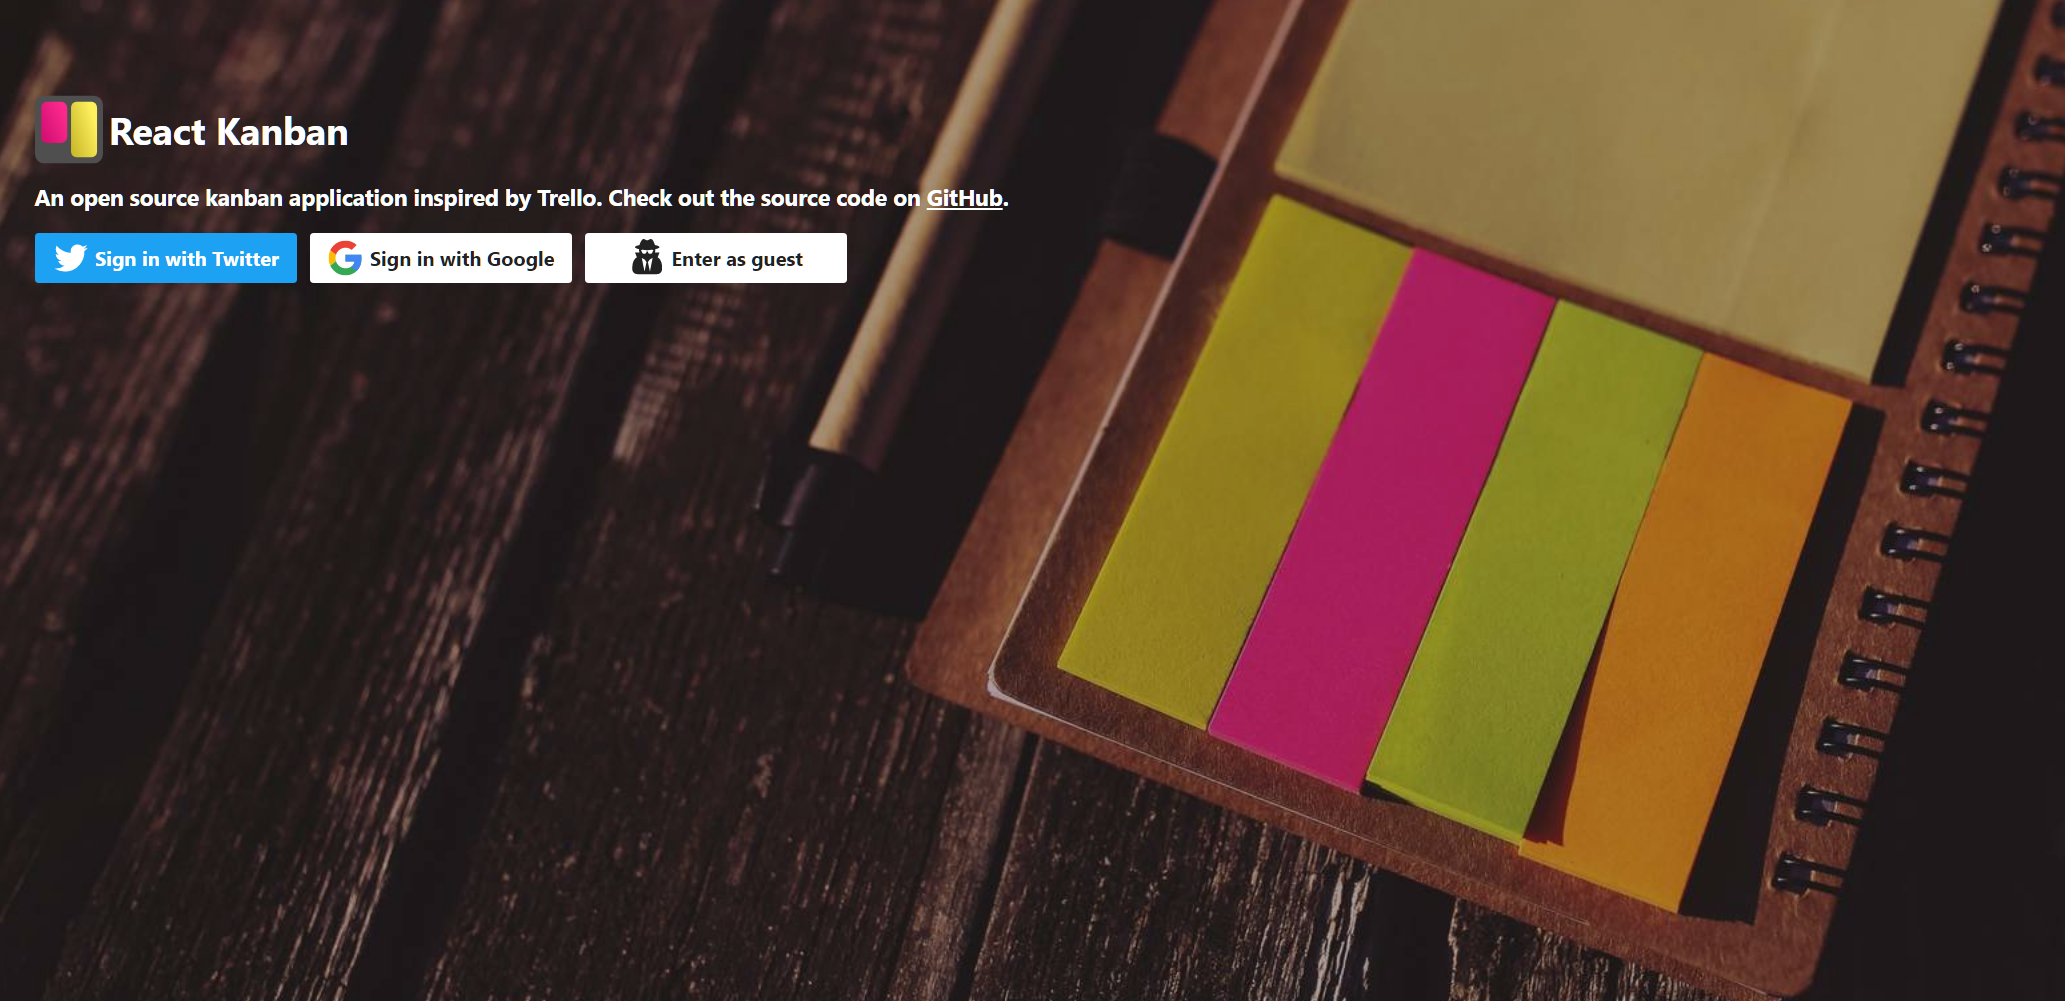 React Kanban
An open source kanban application inspired by Trello. Check out the source code on GitHub.
Sign in with Twitter
Sign in with Google
Enter as guest